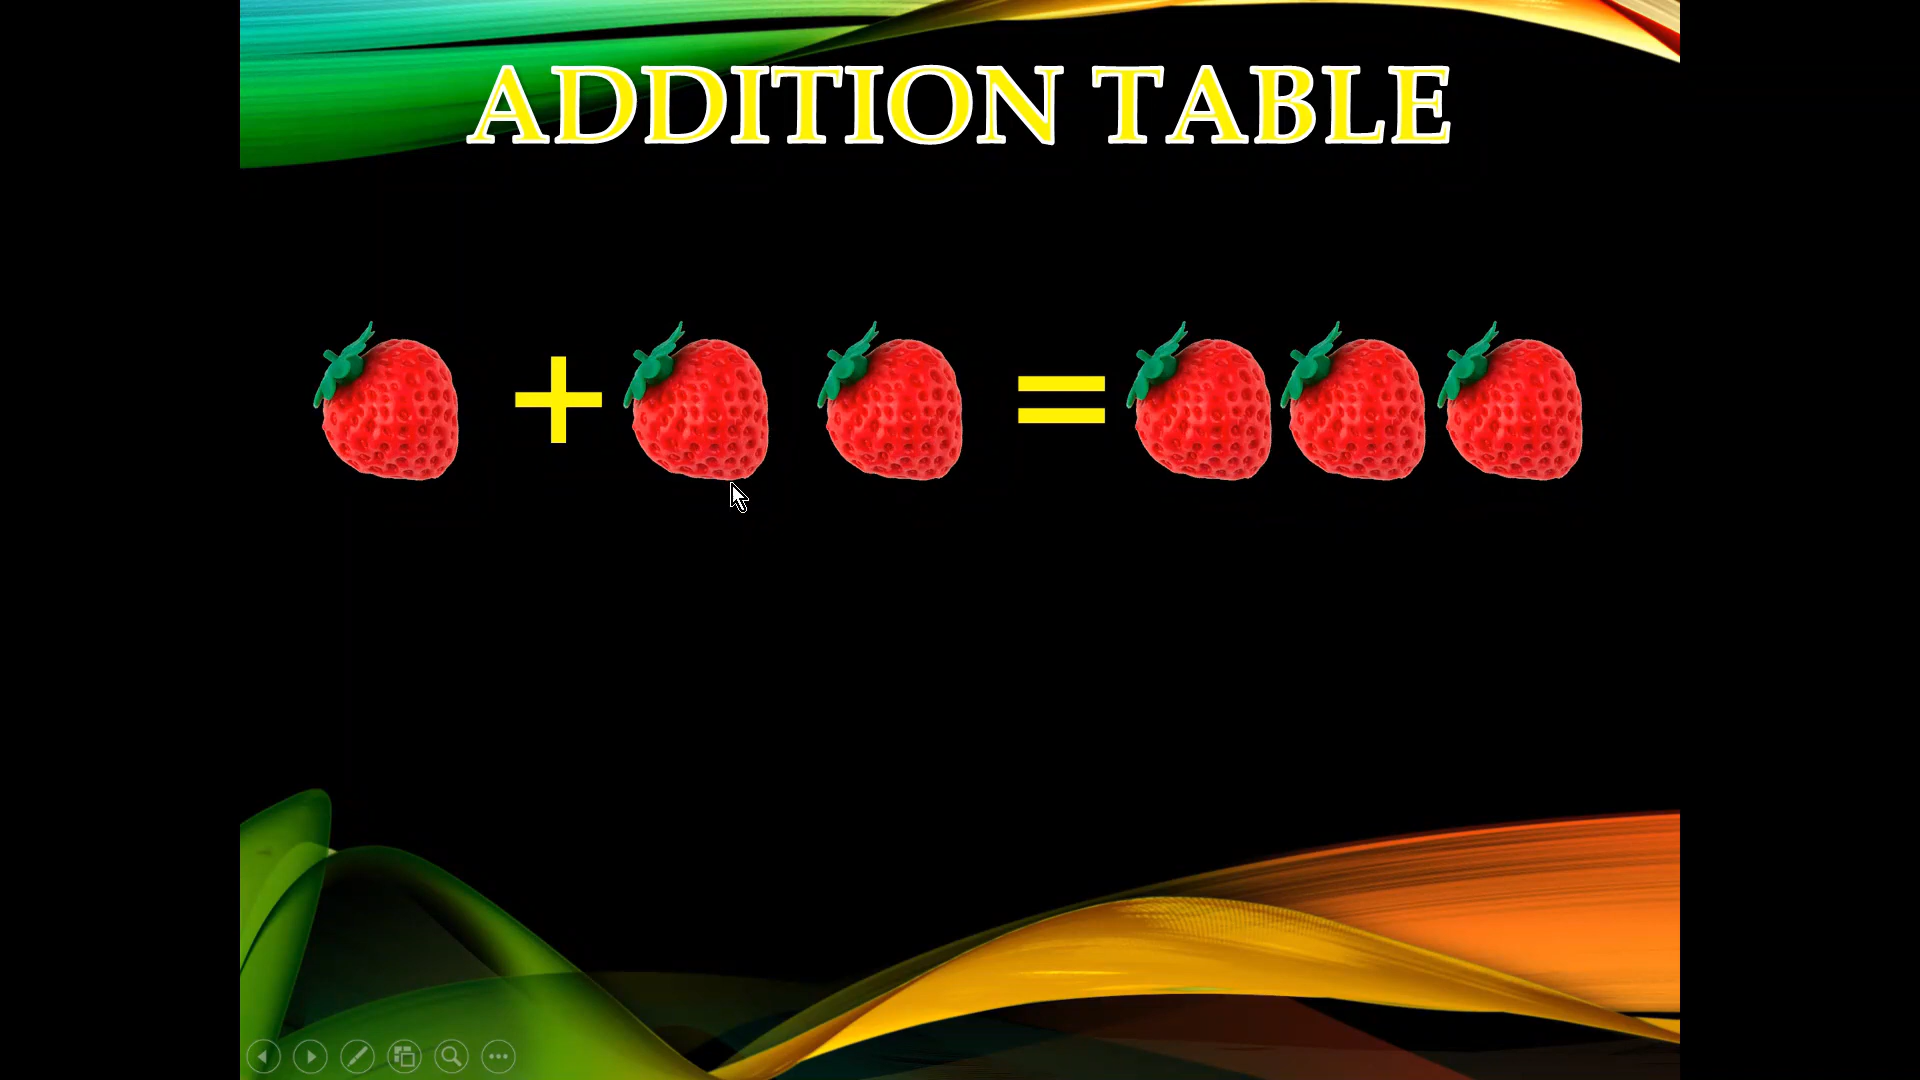 ADDITION TABLE
+ =